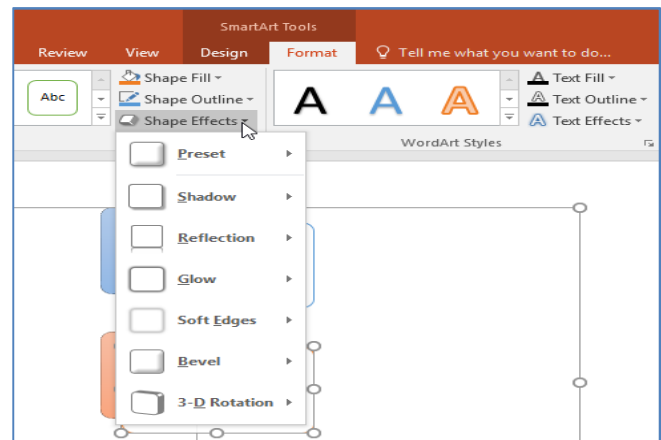 SmartArt Tools
Review View Design Format Tell me what you want to do...
Abc
Shape Fill
Shape Outline
Shape Effects
A A A
A Text Fill
A Text Outline
A Text Effects
WordArt Styles
Preset
Shadow
Reflection
Glow
Soft Edges
Bevel
3-D Rotation